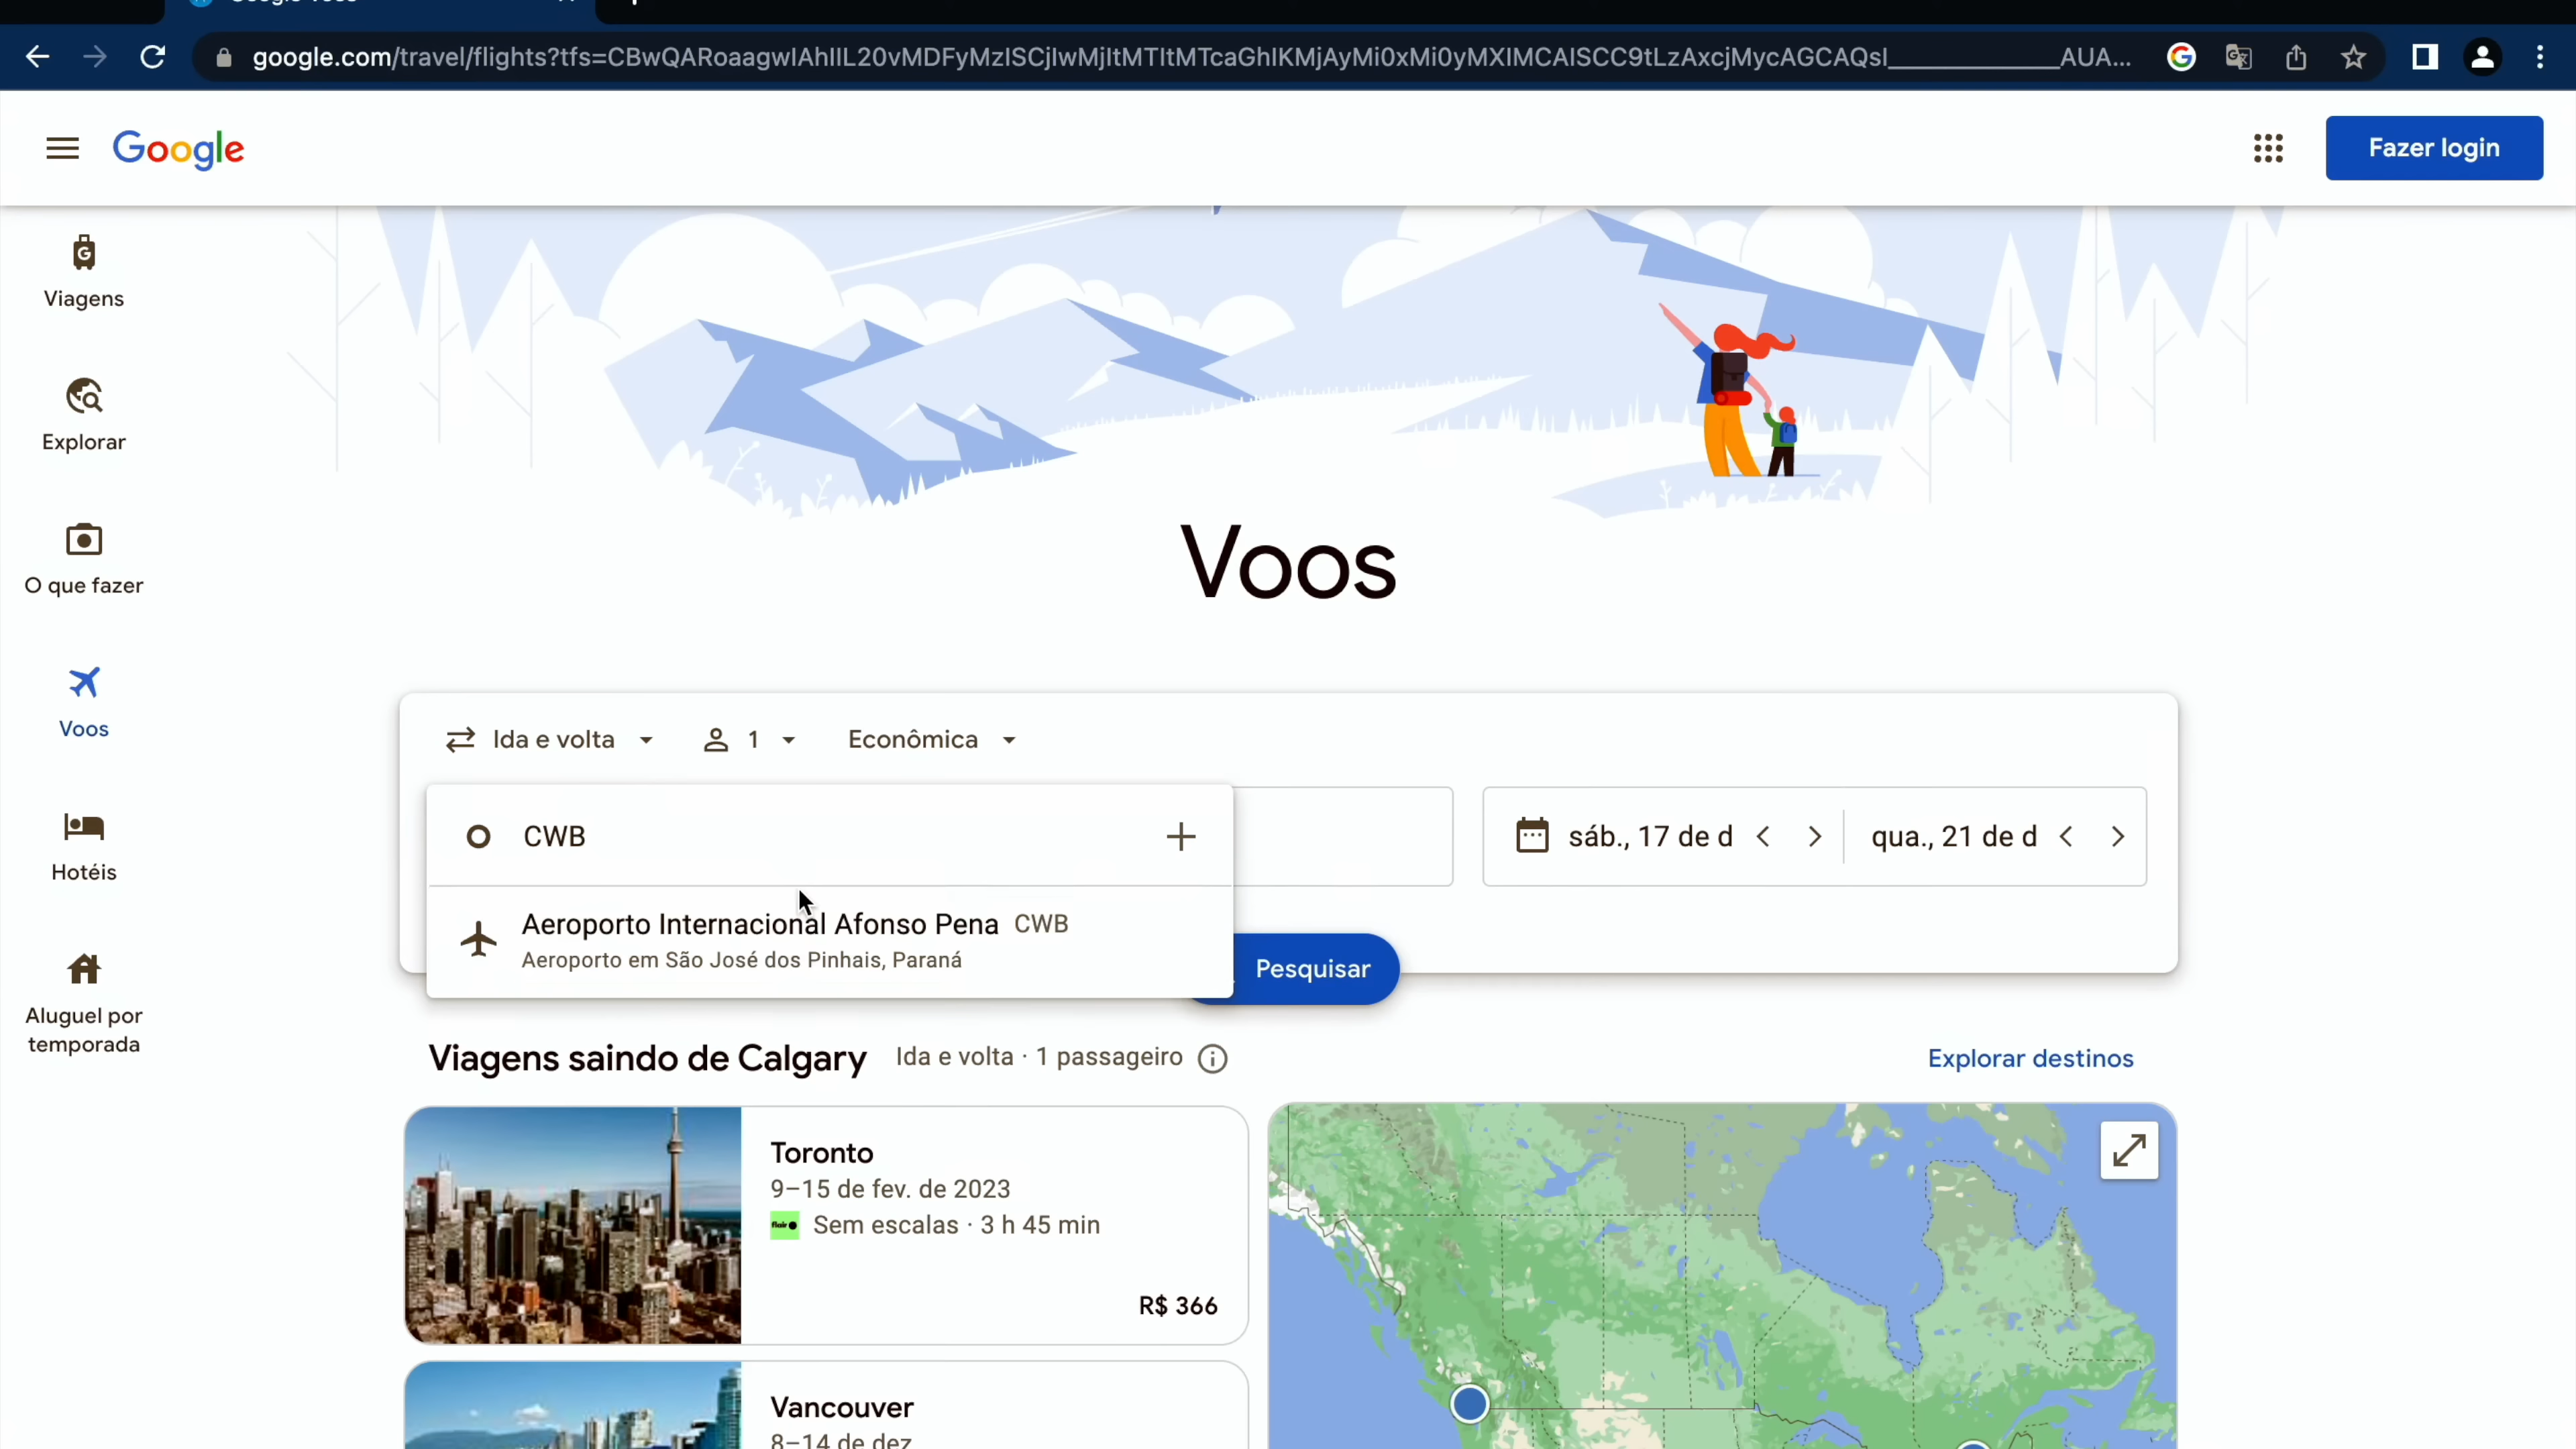 google.com/travel/flights?tfs=CBwQARoaagwIAhIIL20vMDFyMzISCjIwMjItMTItMTcaGhIKMjAyMi0xMi0yMXIMCAISCC9tLzAxcjMycAGCAQsI____________AUA...
Google
Fazer login
Viagens
Explorar
O que fazer
Voos
Hotéis
Aluguel por
temporada
Voos
Ida e volta 1 Econômica
CWB
sáb., 17 de d qua., 21 de d
Aeroporto Internacional Afonso Pena CWB
Aeroporto em São José dos Pinhais, Paraná
Pesquisar
Viagens saindo de Calgary Ida e volta · 1 passageiro
Explorar destinos
Toronto
9–15 de fev. de 2023
flair Sem escalas · 3 h 45 min
R$ 366
Vancouver
8–14 de dez